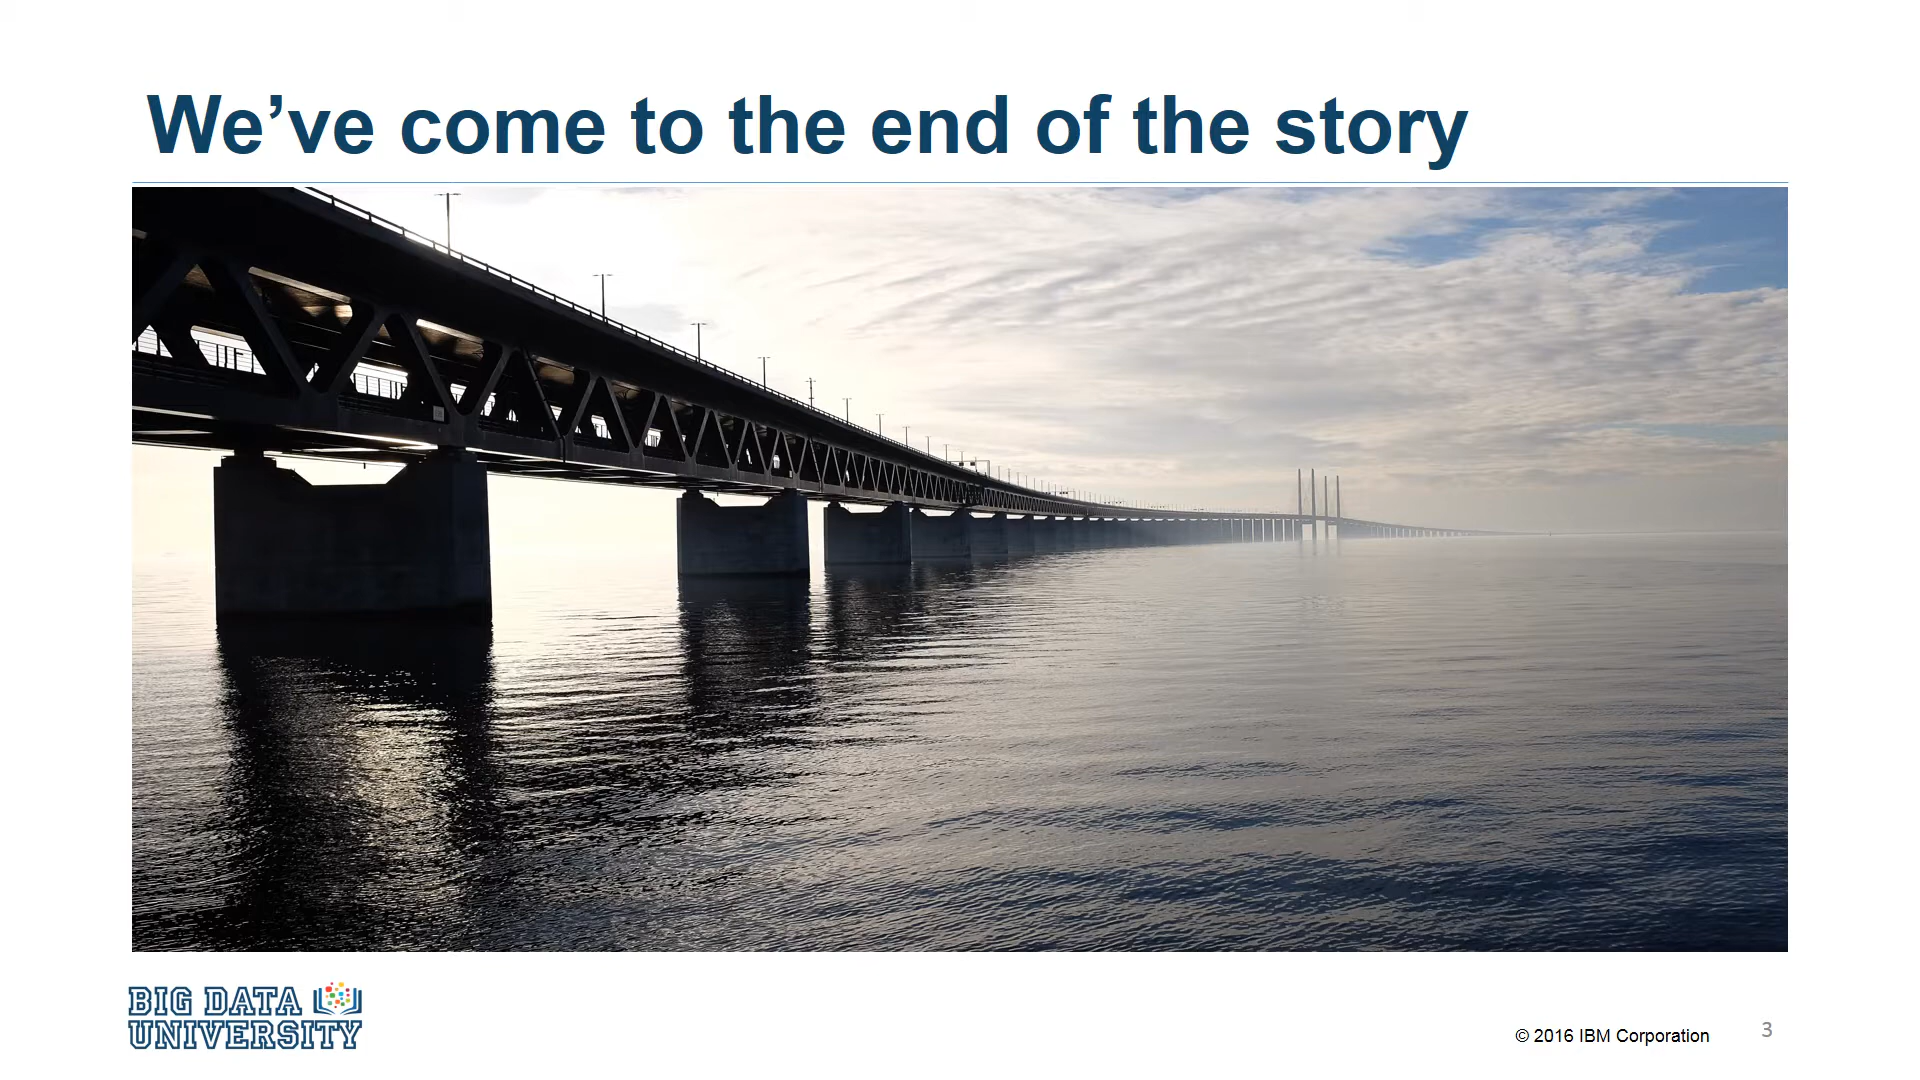 We’ve come to the end of the story
BIG DATA
UNIVERSITY
© 2016 IBM Corporation
3